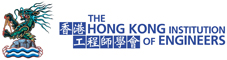 香港
工程師學會
THE
HONG KONG INSTITUTION
OF ENGINEERS